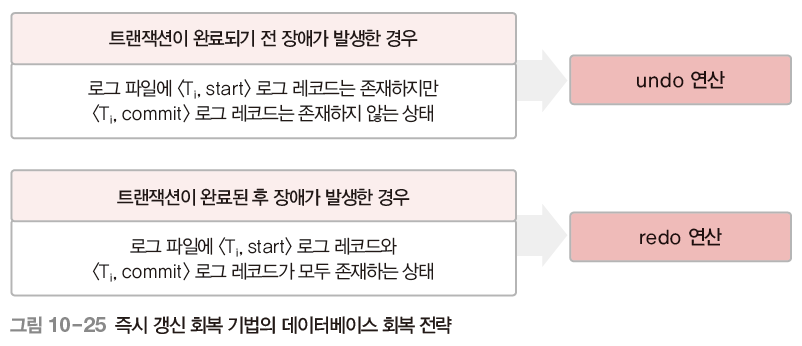 트랜잭션이 완료되기 전 장애가 발생한 경우
로그 파일에 〈Ti, start〉 로그 레코드는 존재하지만
〈Ti, commit〉 로그 레코드는 존재하지 않는 상태
undo 연산
트랜잭션이 완료된 후 장애가 발생한 경우
로그 파일에 〈Ti, start〉 로그 레코드와
〈Ti, commit〉 로그 레코드가 모두 존재하는 상태
redo 연산
그림 10-25 즉시 갱신 회복 기법의 데이터베이스 회복 전략